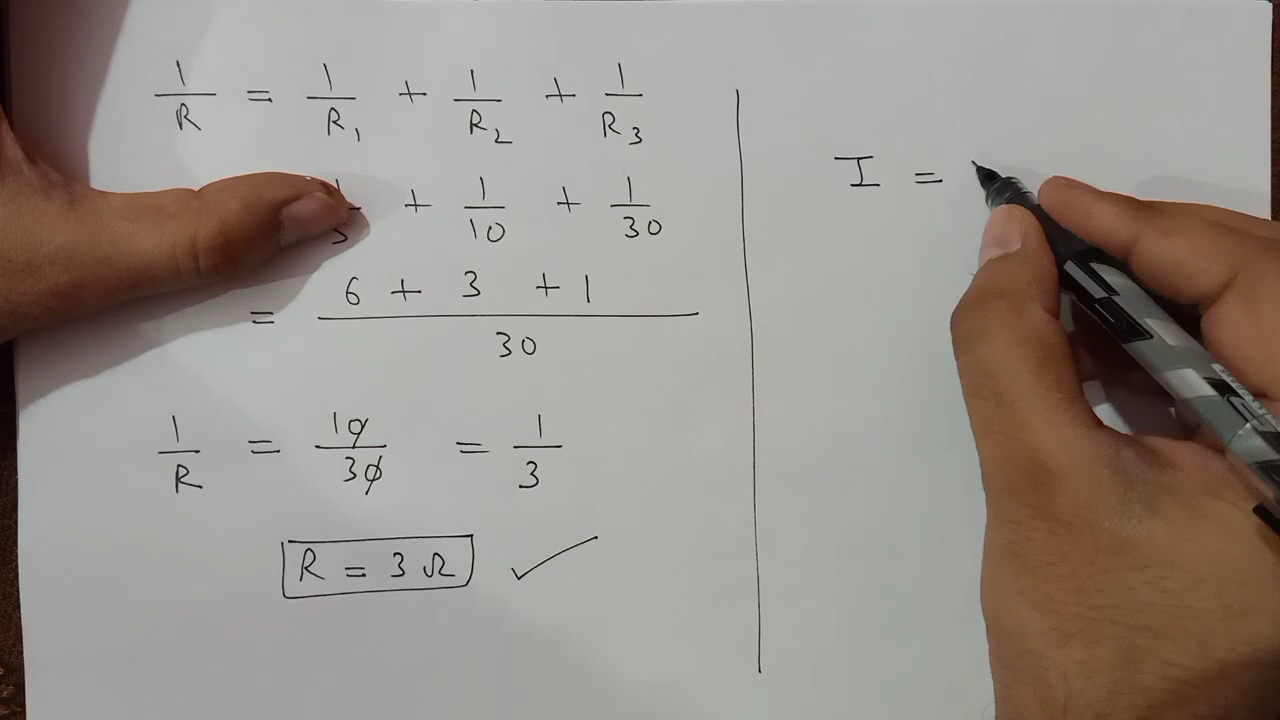 1/R = 1/R₁ + 1/R₂ + 1/R₃
+ 1/10 + 1/30
= (6 + 3 + 1)/30
1/R = 10/30 = 1/3
R = 3 Ω ✓
I =